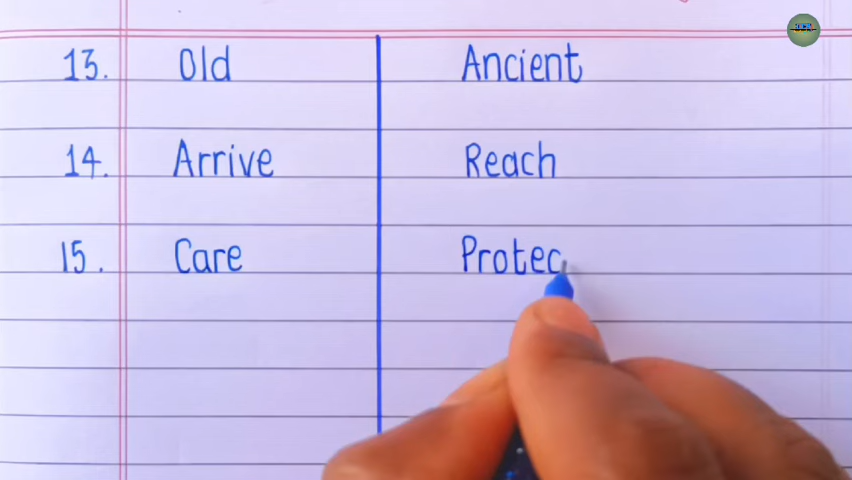 13. Old Ancient
14. Arrive Reach
15. Care Protec